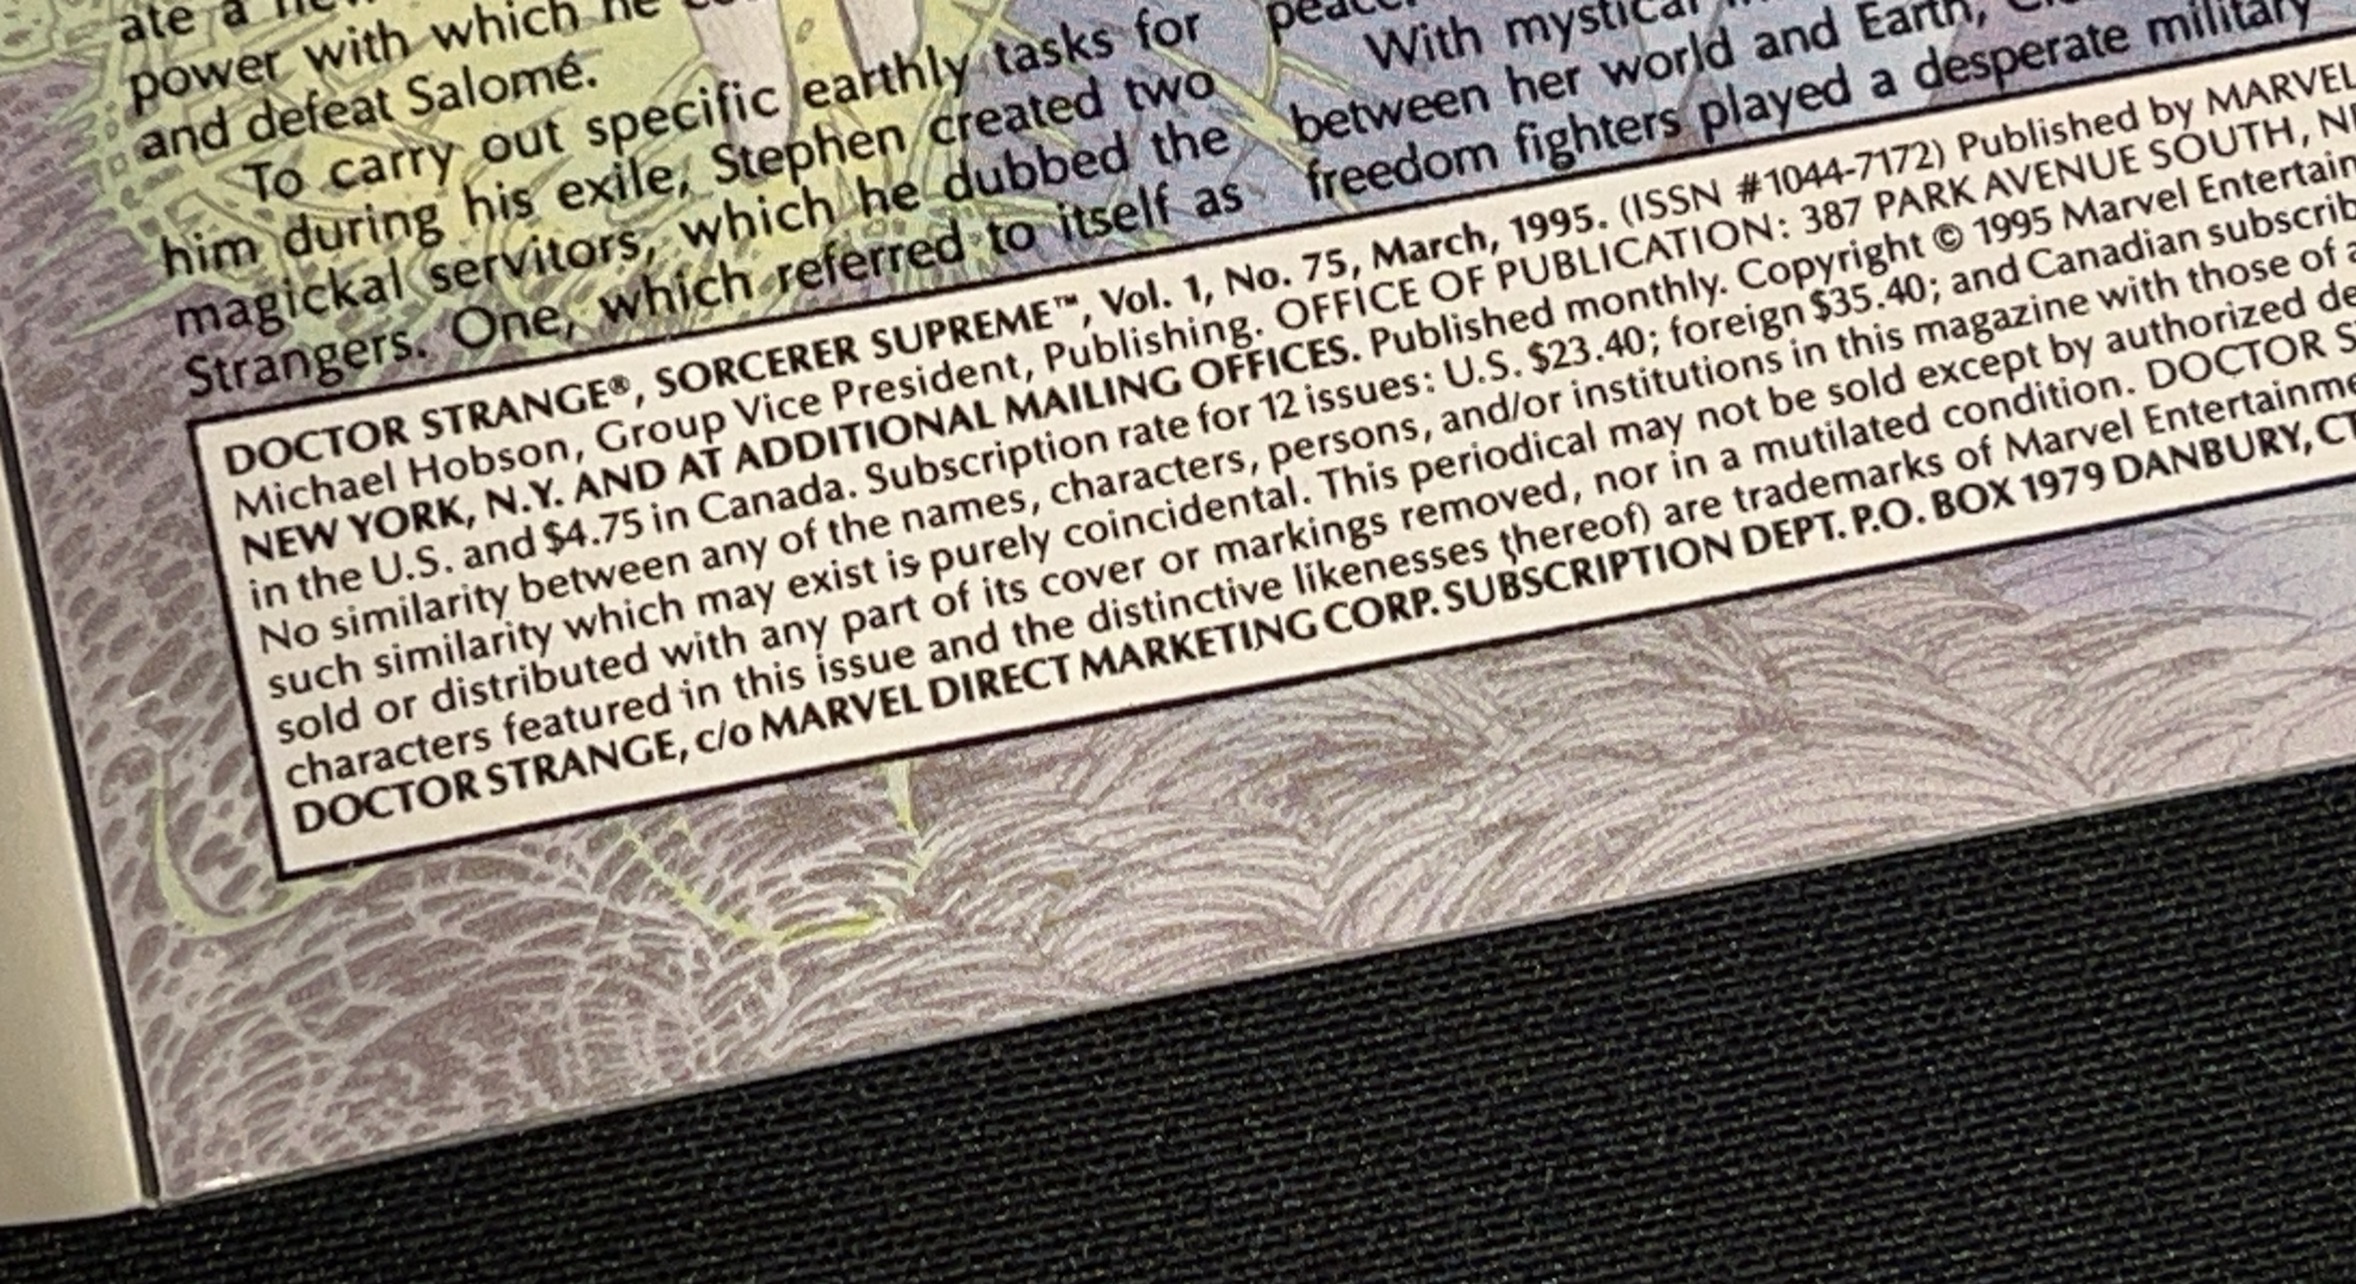 ate a
power with which he
and defeat Salomé.
To carry out specific earthly tasks for
him during his exile, Stephen created two
magickal servitors, which he dubbed the
Strangers. One, which referred to itself as
With mystical
between her world and Earth,
freedom fighters played a desperate military
DOCTOR STRANGE®, SORCERER SUPREME™, Vol. 1, No. 75, March, 1995. (ISSN #1044-7172) Published by MARVEL
Michael Hobson, Group Vice President, Publishing. OFFICE OF PUBLICATION: 387 PARK AVENUE SOUTH,
NEW YORK, N.Y. AND AT ADDITIONAL MAILING OFFICES. Published monthly. Copyright © 1995 Marvel
in the U.S. and $4.75 in Canada. Subscription rate for 12 issues: U.S. $23.40; foreign $35.40; and Canadian
No similarity between any of the names, characters, persons, and/or institutions in this magazine with those of
such similarity which may exist is purely coincidental. This periodical may not be sold except by authorized
sold or distributed with any part of its cover or markings removed, nor in a mutilated condition. DOCTOR
characters featured in this issue and the distinctive likenesses thereof) are trademarks of Marvel
DOCTOR STRANGE, c/o MARVEL DIRECT MARKETING CORP. SUBSCRIPTION DEPT. P.O. BOX 1979 DANBURY, CT